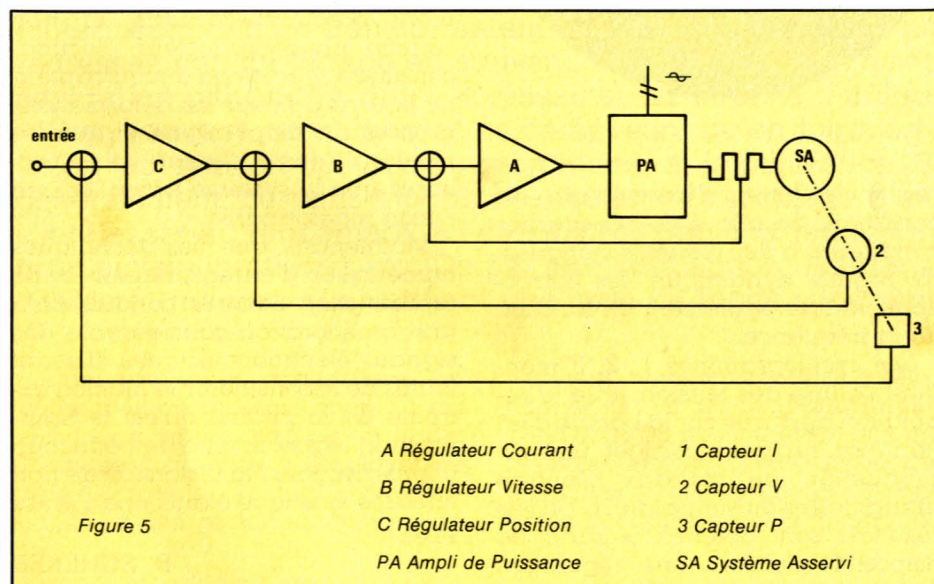 entrée
C
B
A
PA
SA
2
3
A Régulateur Courant
1 Capteur I
B Régulateur Vitesse
2 Capteur V
Figure 5
C Régulateur Position
3 Capteur P
PA Ampli de Puissance
SA Système Asservi